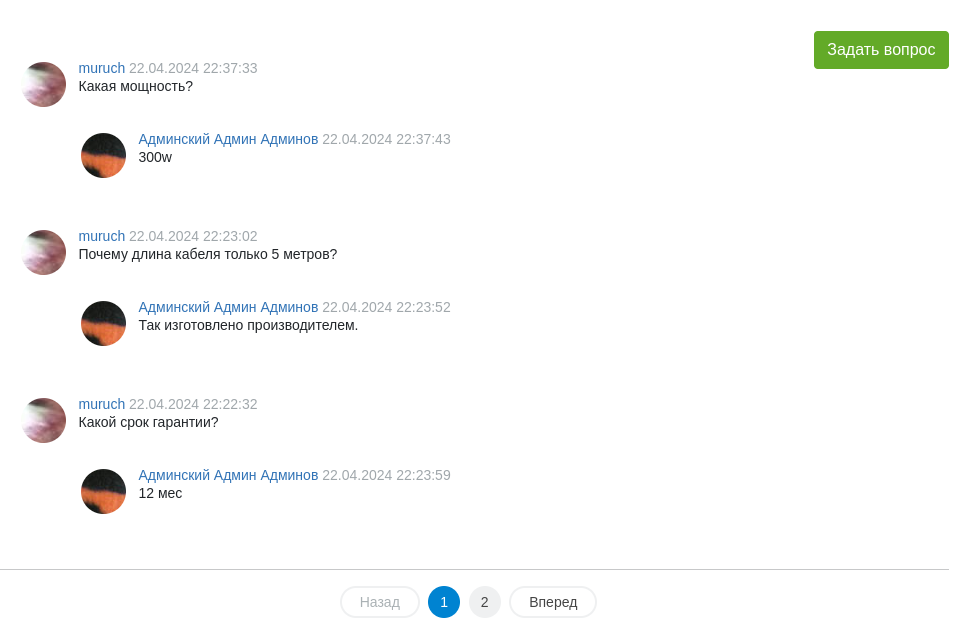 Задать вопрос
muruch 22.04.2024 22:37:33
Какая мощность?
Админский Админ Админов 22.04.2024 22:37:43
300w
muruch 22.04.2024 22:23:02
Почему длина кабеля только 5 метров?
Админский Админ Админов 22.04.2024 22:23:52
Так изготовлено производителем.
muruch 22.04.2024 22:22:32
Какой срок гарантии?
Админский Админ Админов 22.04.2024 22:23:59
12 мес
Назад 1 2 Вперед